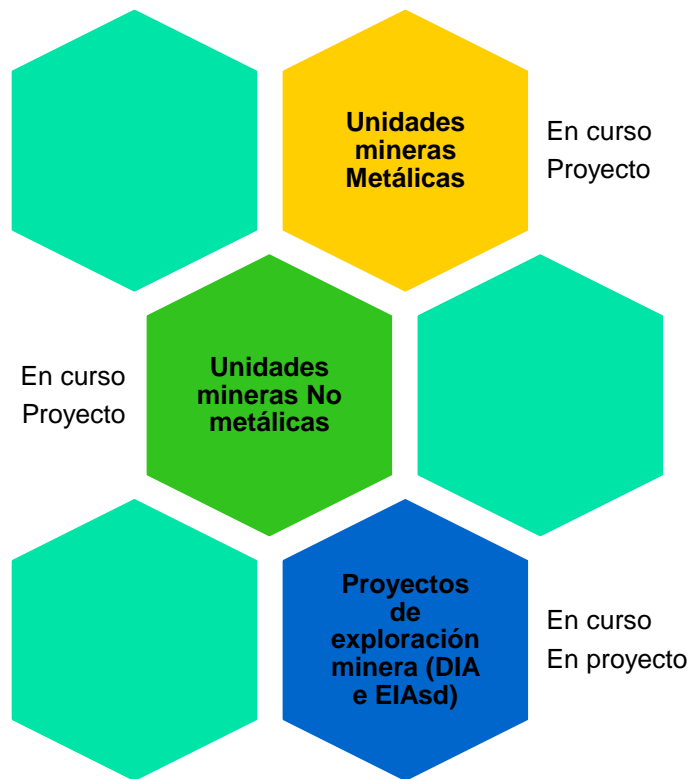 Unidades
mineras
Metálicas
En curso
Proyecto
En curso
Proyecto
Unidades
mineras No
metálicas
Proyectos
de
exploración
minera (DIA
e EIAsd)
En curso
En proyecto